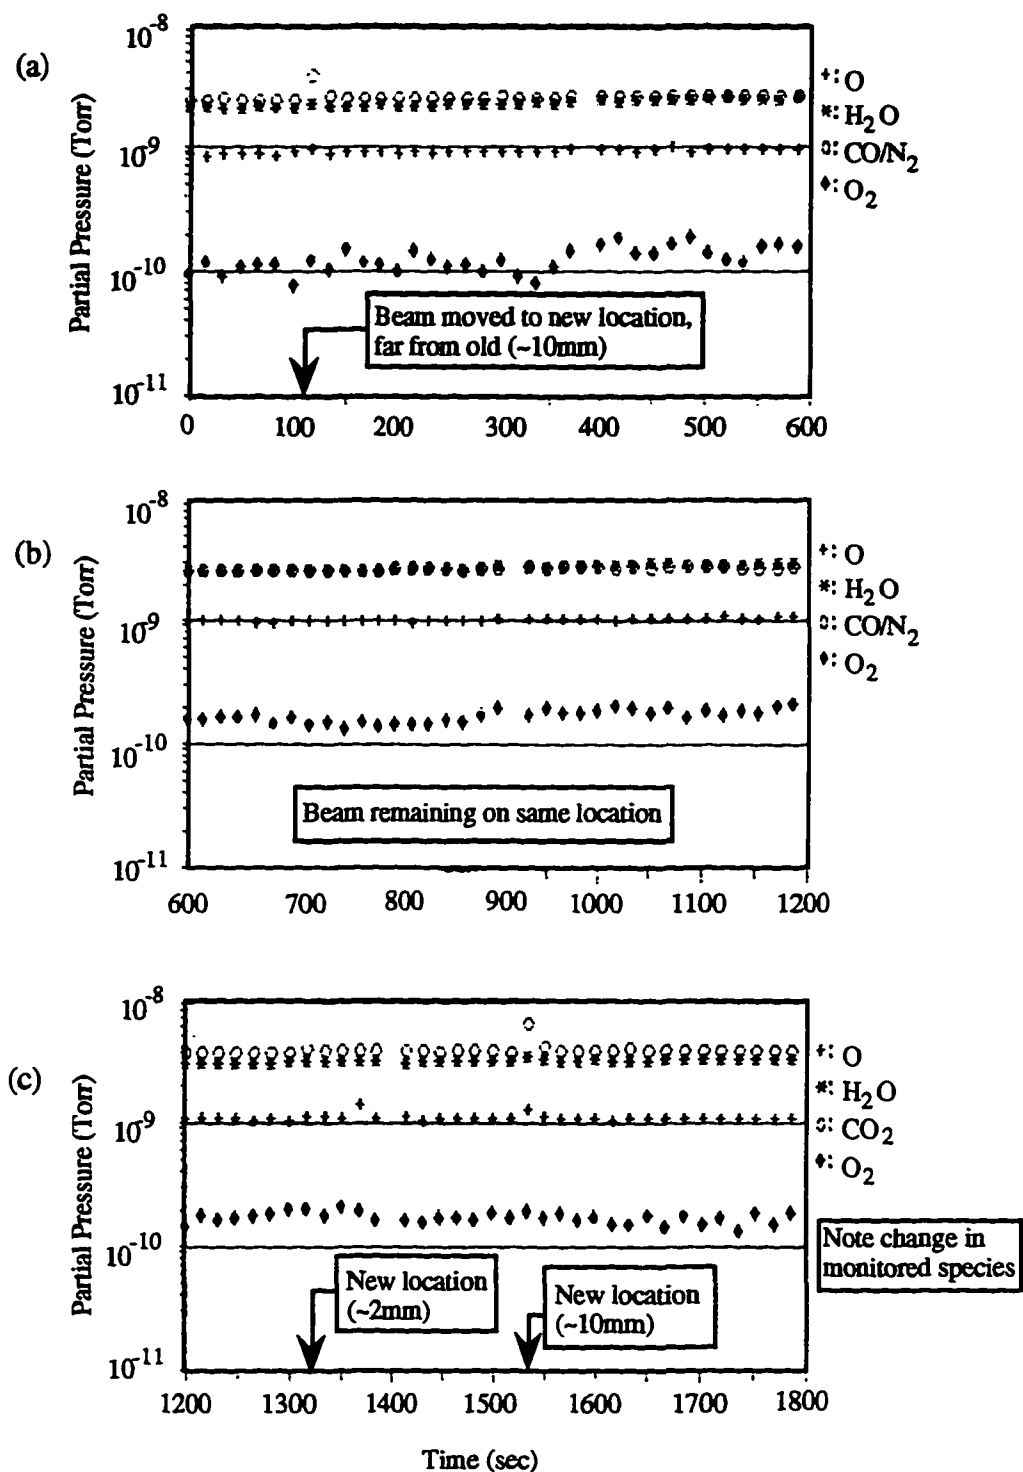 (a)
Partial Pressure (Torr)
10-8
10-9
10-10
10-11
+: O
*: H2O
o: CO/N2
♦: O2
Beam moved to new location,
far from old (~10mm)
0 100 200 300 400 500 600
(b)
Partial Pressure (Torr)
10-8
10-9
10-10
10-11
+: O
*: H2O
o: CO/N2
♦: O2
Beam remaining on same location
600 700 800 900 1000 1100 1200
(c)
Partial Pressure (Torr)
10-8
10-9
10-10
10-11
+: O
*: H2O
o: CO2
♦: O2
Note change in
monitored species
New location
(~2mm)
New location
(~10mm)
1200 1300 1400 1500 1600 1700 1800
Time (sec)